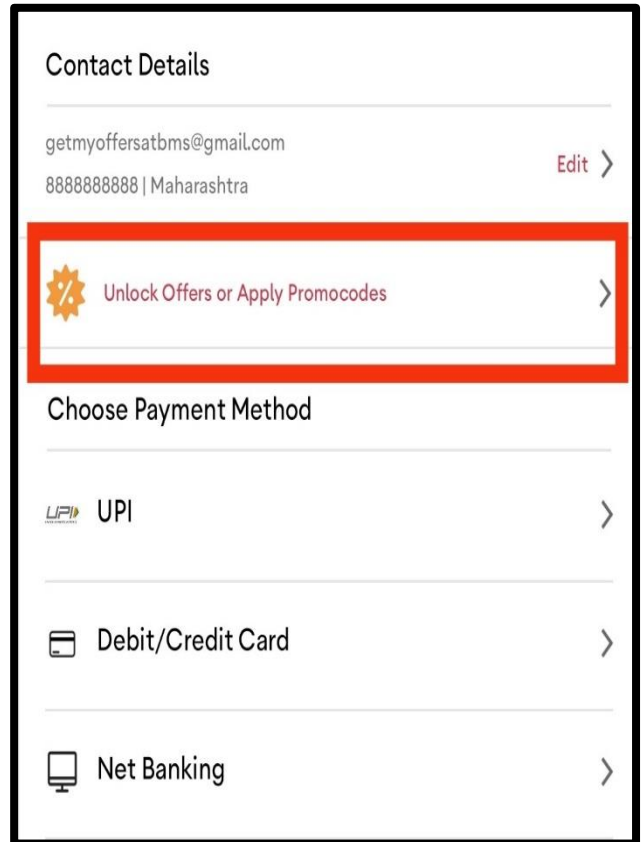 Contact Details
getmyoffersatbms@gmail.com
Edit
8888888888 | Maharashtra
Unlock Offers or Apply Promocodes
Choose Payment Method
UPI UPI
Debit/Credit Card
Net Banking